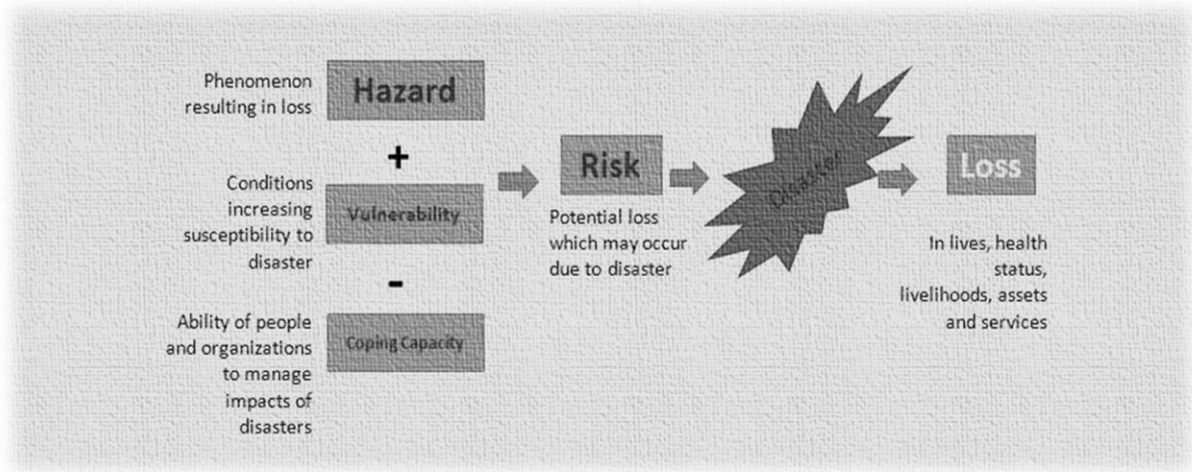 Phenomenon
resulting in loss
Hazard
+
Conditions
increasing
susceptibility to
disaster
Vulnerability
-
Ability of people
and organizations
to manage
impacts of
disasters
Coping Capacity
Risk
Potential loss
which may occur
due to disaster
Disaster
Loss
In lives, health
status,
livelihoods, assets
and services